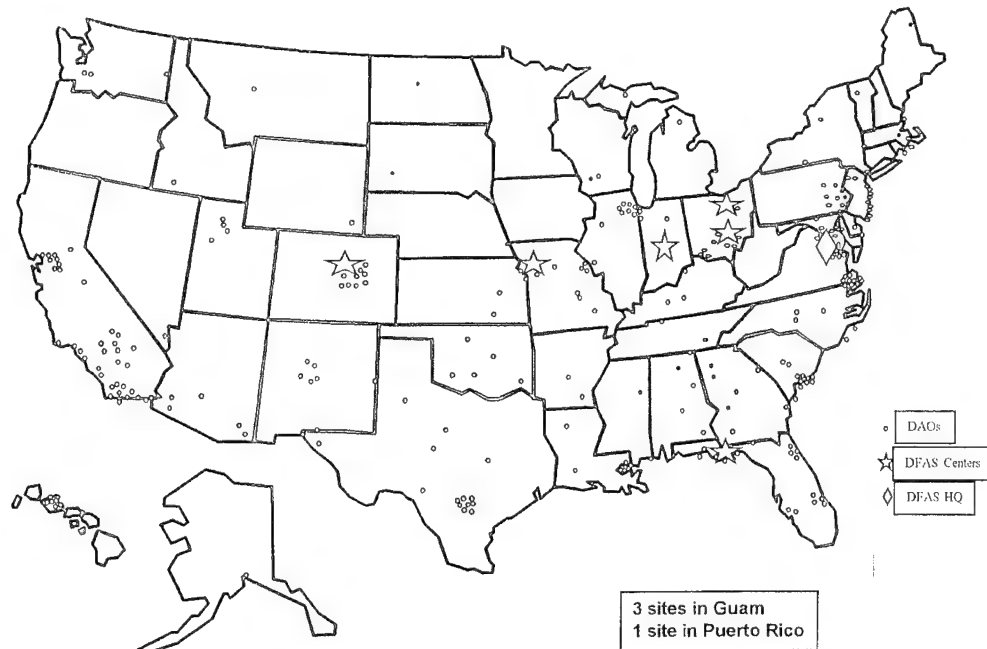 DAOs
DFAS Centers
DFAS HQ
3 sites in Guam
1 site in Puerto Rico